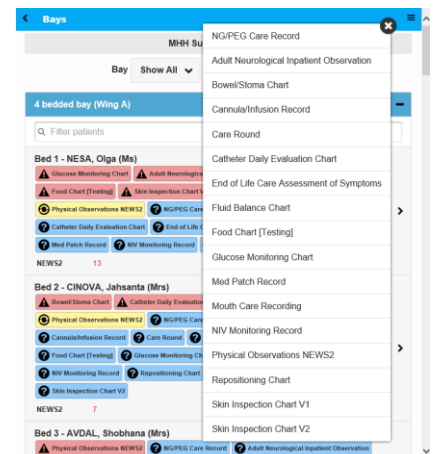 Bays
MHH Su
Bay Show All
4 bedded bay (Wing A)
Filter patients
Bed 1 - NESA, Olga (Ms)
Glucose Monitoring Chart Adult Neurologica
Food Chart [Testing] Skin Inspection Chart V
Physical Observations NEWS2 NG/PEG Care
Catheter Daily Evaluation Chart End of Life C
Med Patch Record NIV Monitoring Record
NEWS2 13
Bed 2 - CINOVA, Jahsanta (Mrs)
Bowel/Stoma Chart Catheter Daily Evaluation
Physical Observations NEWS2 NG/PEG Care
Cannula/Infusion Record Care Round
Food Chart [Testing] Glucose Monitoring Ch
NIV Monitoring Record Repositioning Chart
Skin Inspection Chart V2
NEWS2 7
Bed 3 - AVDAL, Shobhana (Mrs)
Physical Observations NEWS2 NG/PEG Care Record Adult Neurological Inpatient Observation
NG/PEG Care Record
Adult Neurological Inpatient Observation
Bowel/Stoma Chart
Cannula/Infusion Record
Care Round
Catheter Daily Evaluation Chart
End of Life Care Assessment of Symptoms
Fluid Balance Chart
Food Chart [Testing]
Glucose Monitoring Chart
Med Patch Record
Mouth Care Recording
NIV Monitoring Record
Physical Observations NEWS2
Repositioning Chart
Skin Inspection Chart V1
Skin Inspection Chart V2